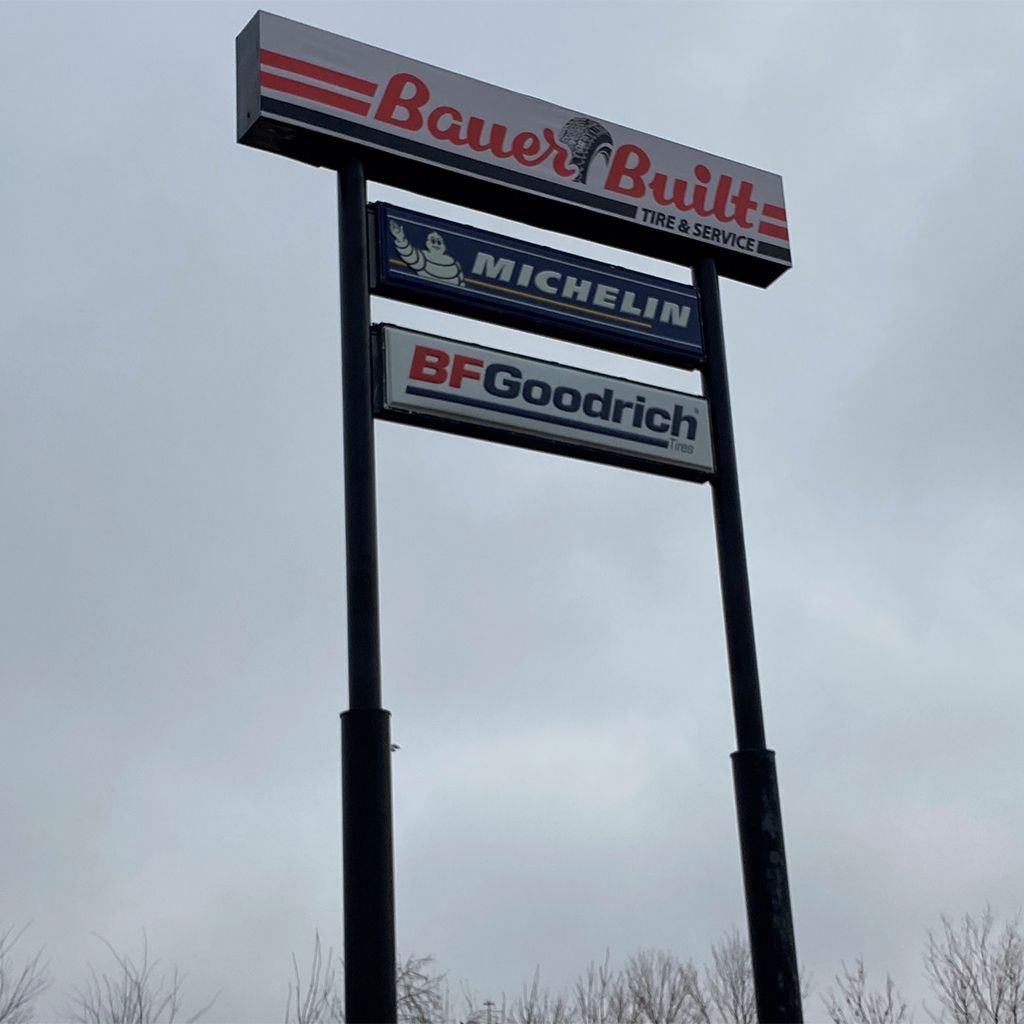 Bauer Built
TIRE & SERVICE
MICHELIN
BFGoodrich
Tires